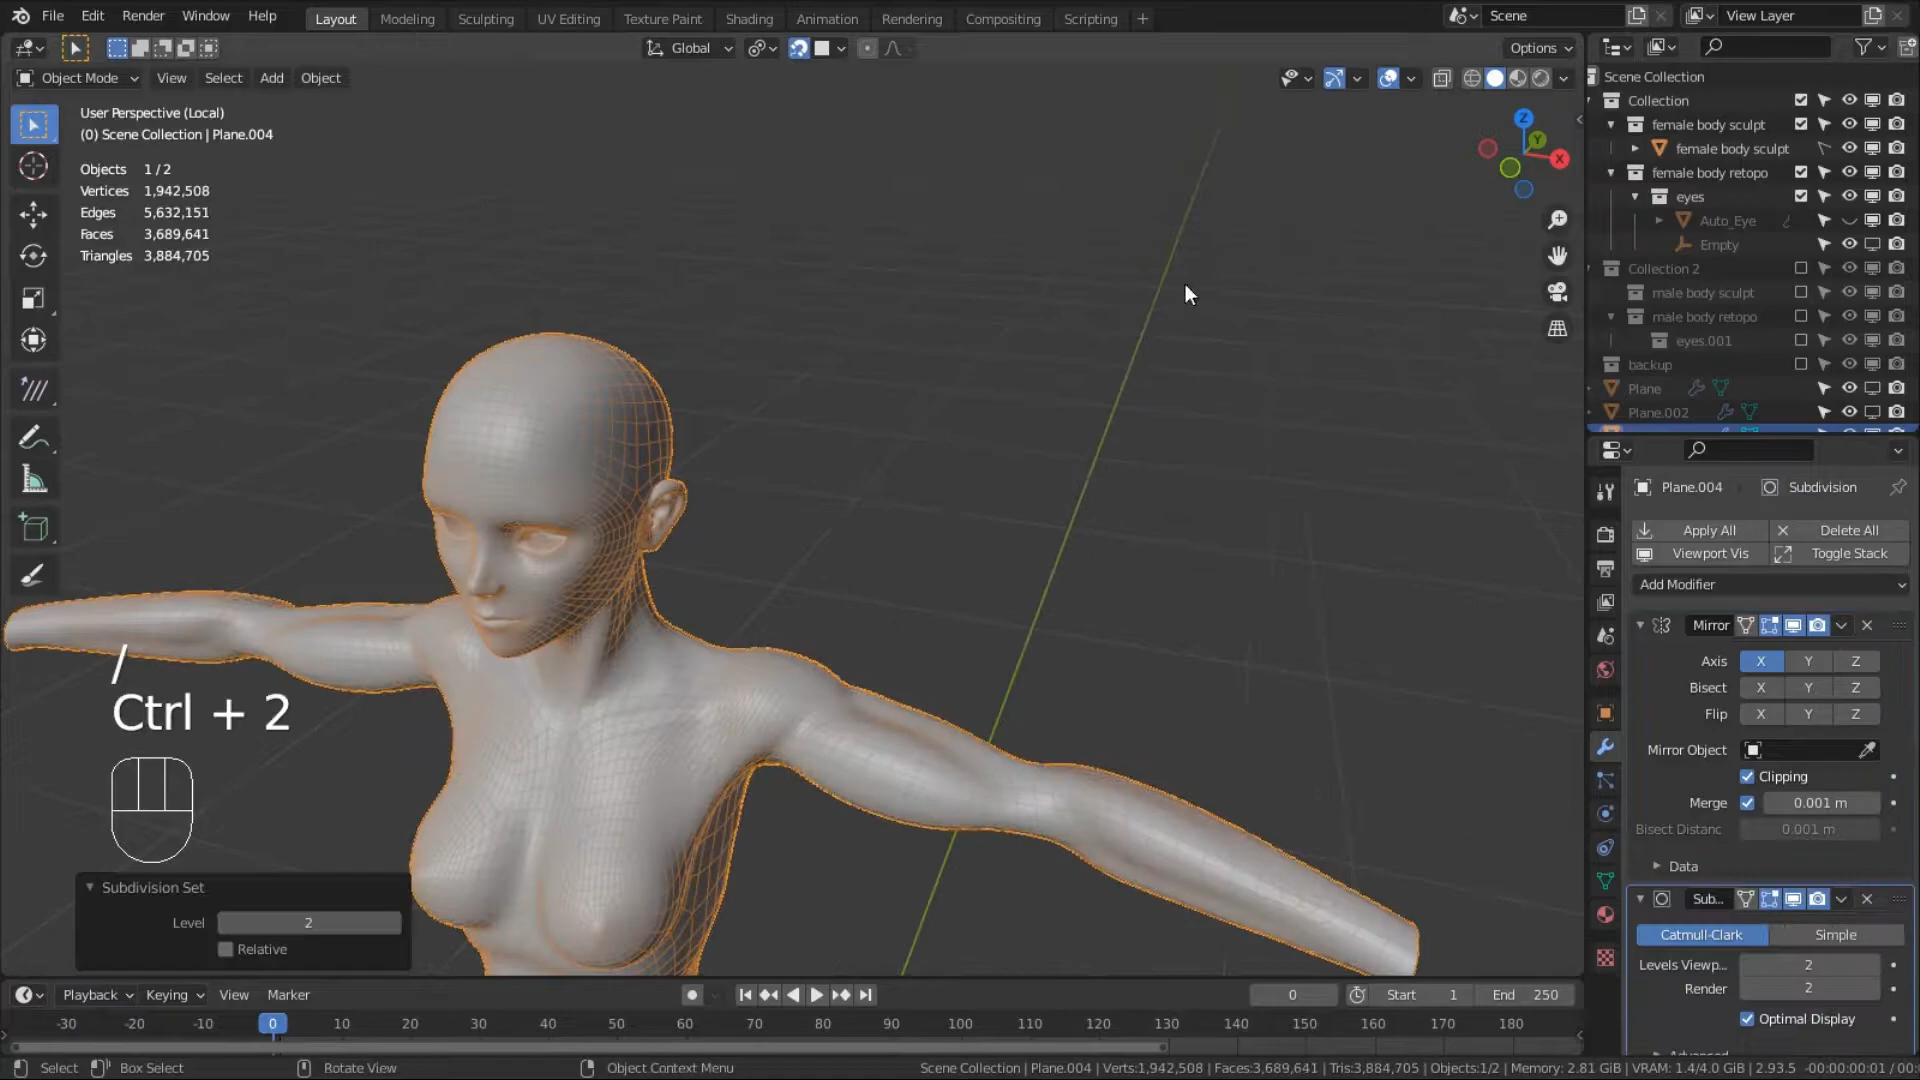 File Edit Render Window Help
Layout Modeling Sculpting UV Editing Texture Paint Shading Animation Rendering Compositing Scripting +
Scene
View Layer
Global
Options
Object Mode View Select Add Object
User Perspective (Local)
(0) Scene Collection | Plane.004
Objects 1/2
Vertices 1,942,508
Edges 5,632,151
Faces 3,689,641
Triangles 3,884,705
Z
Y
X
Scene Collection
Collection
female body sculpt
female body sculpt
female body retopo
eyes
Auto_Eye
Empty
Collection 2
male body sculpt
male body retopo
eyes.001
backup
Plane
Plane.002
Plane.004 Subdivision
Apply All Delete All
Viewport Vis Toggle Stack
Add Modifier
Mirror
Axis X Y Z
Bisect X Y Z
Flip X Y Z
Mirror Object
Clipping
Merge 0.001 m
Bisect Distanc 0.001 m
Data
Sub...
Catmull-Clark Simple
Levels Viewp... 2
Render 2
Optimal Display
/
Ctrl + 2
Subdivision Set
Level 2
Relative
Playback Keying View Marker
0 Start 1 End 250
-30 -20 -10 0 10 20 30 40 50 60 70 80 90 100 110 120 130 140 150 160 170 180
Select Box Select Rotate View Object Context Menu
Scene Collection | Plane.004 | Verts:1,942,508 | Faces:3,689,641 | Tris:3,884,705 | Objects:1/2 | Memory: 2.81 GiB | VRAM: 1.4/4.0 GiB | 2.93.5 -00:00:00:01 / 00: